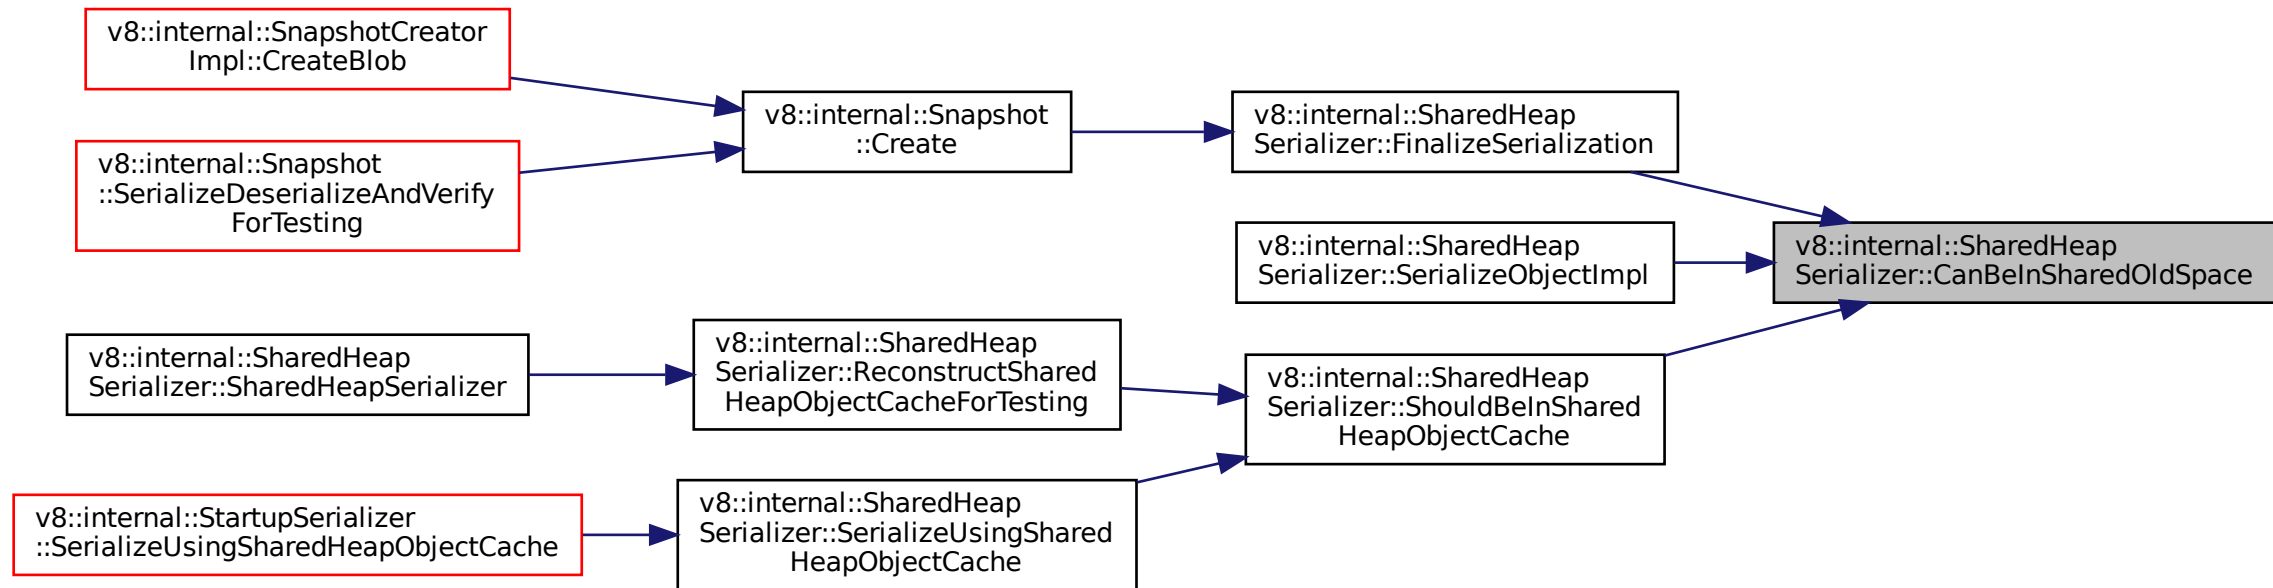 v8::internal::SnapshotCreator
Impl::CreateBlob
v8::internal::Snapshot
::SerializeDeserializeAndVerify
ForTesting
v8::internal::Snapshot
::Create
v8::internal::SharedHeap
Serializer::FinalizeSerialization
v8::internal::SharedHeap
Serializer::SerializeObjectImpl
v8::internal::SharedHeap
Serializer::CanBeInSharedOldSpace
v8::internal::SharedHeap
Serializer::SharedHeapSerializer
v8::internal::SharedHeap
Serializer::ReconstructShared
HeapObjectCacheForTesting
v8::internal::SharedHeap
Serializer::ShouldBeInShared
HeapObjectCache
v8::internal::StartupSerializer
::SerializeUsingSharedHeapObjectCache
v8::internal::SharedHeap
Serializer::SerializeUsingShared
HeapObjectCache